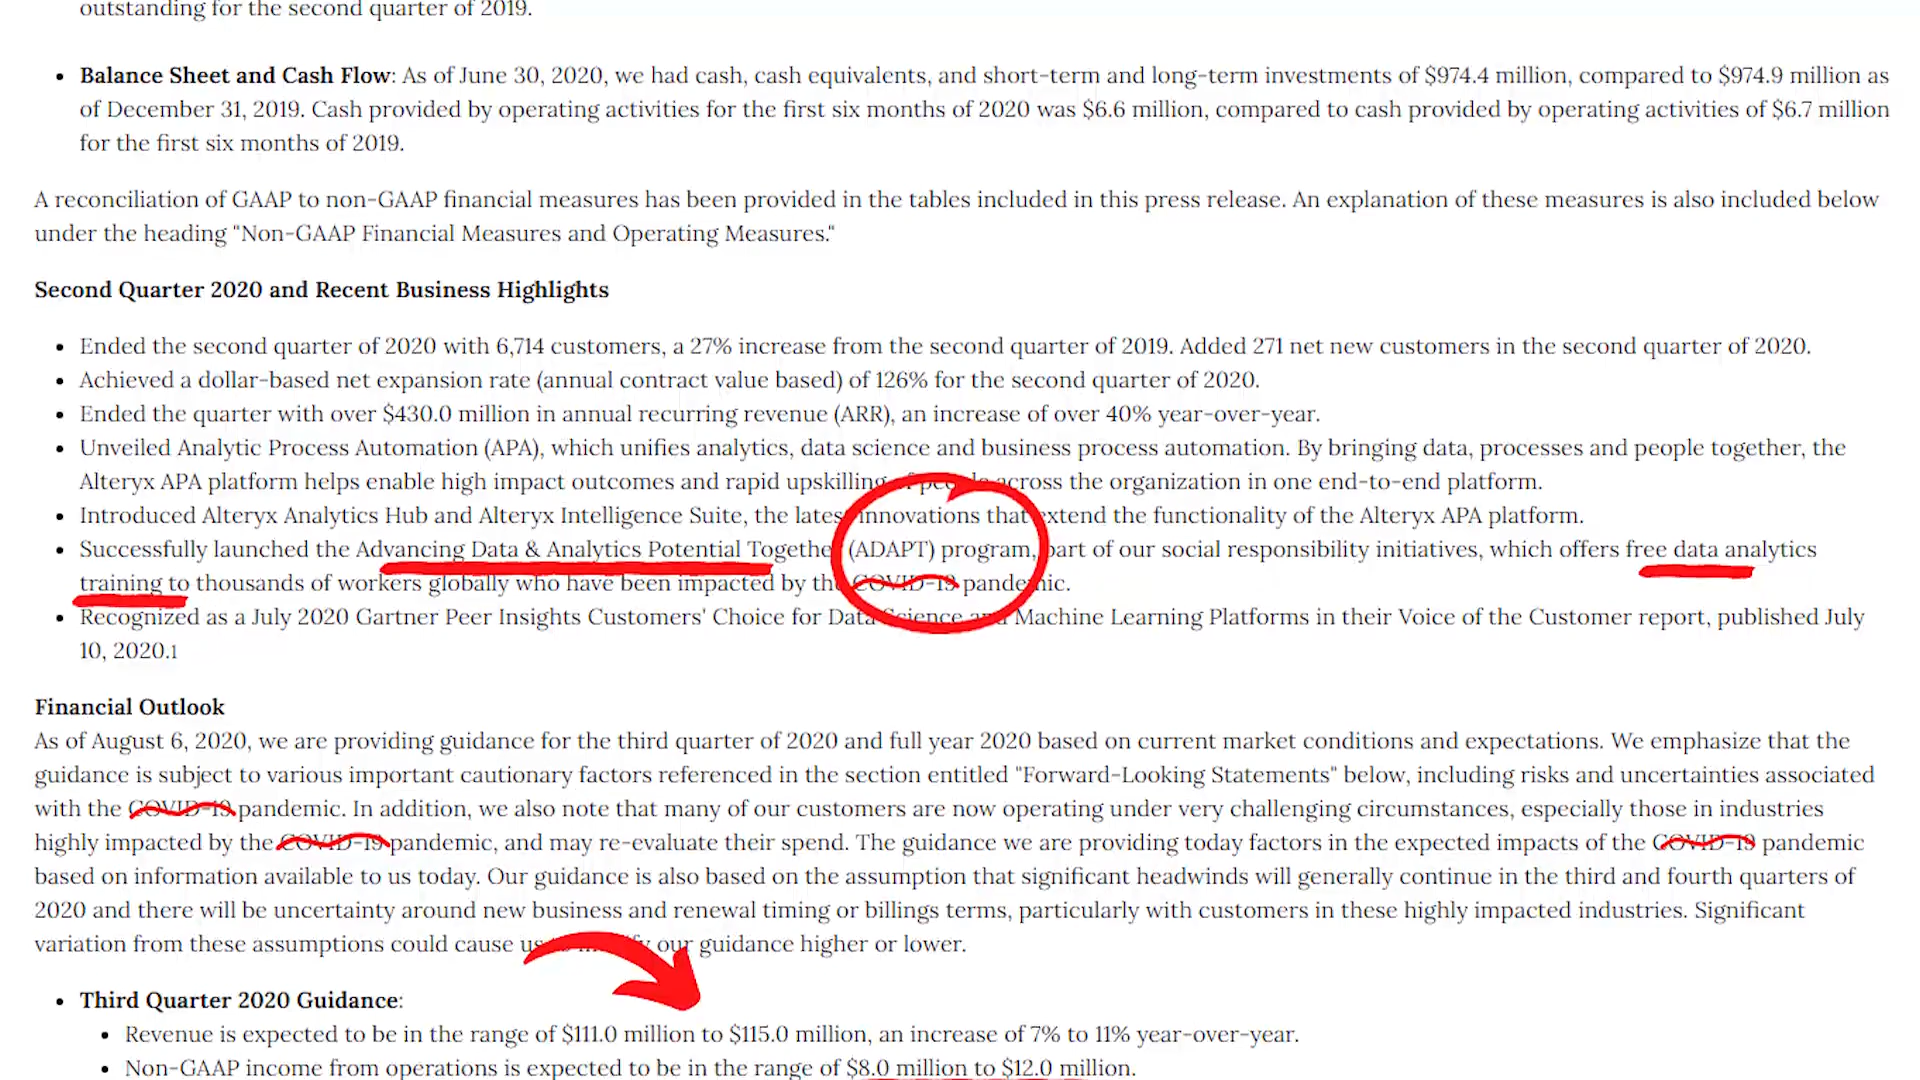 outstanding for the second quarter of 2019.
• Balance Sheet and Cash Flow: As of June 30, 2020, we had cash, cash equivalents, and short-term and long-term investments of $974.4 million, compared to $974.9 million as
of December 31, 2019. Cash provided by operating activities for the first six months of 2020 was $6.6 million, compared to cash provided by operating activities of $6.7 million
for the first six months of 2019.
A reconciliation of GAAP to non-GAAP financial measures has been provided in the tables included in this press release. An explanation of these measures is also included below
under the heading "Non-GAAP Financial Measures and Operating Measures."
Second Quarter 2020 and Recent Business Highlights
• Ended the second quarter of 2020 with 6,714 customers, a 27% increase from the second quarter of 2019. Added 271 net new customers in the second quarter of 2020.
• Achieved a dollar-based net expansion rate (annual contract value based) of 126% for the second quarter of 2020.
• Ended the quarter with over $430.0 million in annual recurring revenue (ARR), an increase of over 40% year-over-year.
• Unveiled Analytic Process Automation (APA), which unifies analytics, data science and business process automation. By bringing data, processes and people together, the
Alteryx APA platform helps enable high impact outcomes and rapid upskilling of people across the organization in one end-to-end platform.
• Introduced Alteryx Analytics Hub and Alteryx Intelligence Suite, the latest innovations that extend the functionality of the Alteryx APA platform.
• Successfully launched the Advancing Data & Analytics Potential Together (ADAPT) program, part of our social responsibility initiatives, which offers free data analytics
training to thousands of workers globally who have been impacted by the COVID-19 pandemic.
• Recognized as a July 2020 Gartner Peer Insights Customers' Choice for Data Science and Machine Learning Platforms in their Voice of the Customer report, published July
10, 2020.1
Financial Outlook
As of August 6, 2020, we are providing guidance for the third quarter of 2020 and full year 2020 based on current market conditions and expectations. We emphasize that the
guidance is subject to various important cautionary factors referenced in the section entitled "Forward-Looking Statements" below, including risks and uncertainties associated
with the COVID-19 pandemic. In addition, we also note that many of our customers are now operating under very challenging circumstances, especially those in industries
highly impacted by the COVID-19 pandemic, and may re-evaluate their spend. The guidance we are providing today factors in the expected impacts of the COVID-19 pandemic
based on information available to us today. Our guidance is also based on the assumption that significant headwinds will generally continue in the third and fourth quarters of
2020 and there will be uncertainty around new business and renewal timing or billings terms, particularly with customers in these highly impacted industries. Significant
variation from these assumptions could cause us our guidance higher or lower.
• Third Quarter 2020 Guidance:
• Revenue is expected to be in the range of $111.0 million to $115.0 million, an increase of 7% to 11% year-over-year.
• Non-GAAP income from operations is expected to be in the range of $8.0 million to $12.0 million.